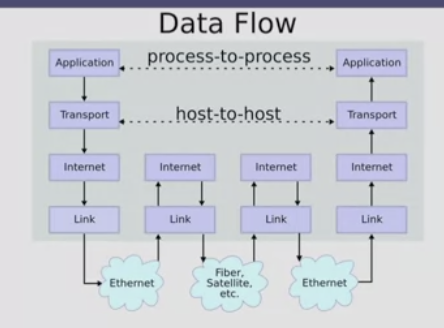 Data Flow
Application
process-to-process
Application
Transport
host-to-host
Transport
Internet
Internet
Internet
Internet
Link
Link
Link
Link
Ethernet
Fiber,
Satellite,
etc.
Ethernet